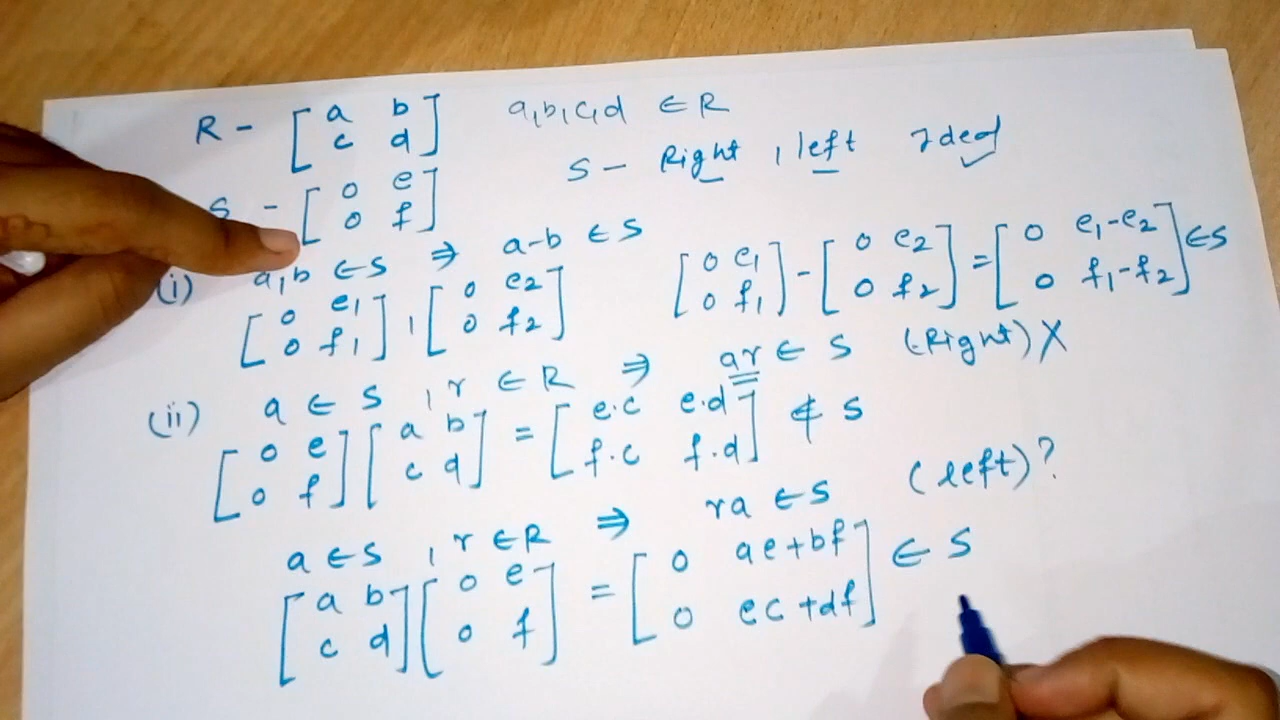 R - [ a b ; c d ] a,b,c,d ∈ R
S - Right, left Ideal
S - [ 0 e ; 0 f ]
(i) a,b ∈ S ⇒ a-b ∈ S
[ 0 e₁ ; 0 f₁ ] , [ 0 e₂ ; 0 f₂ ] [ 0 e₁ ; 0 f₁ ] - [ 0 e₂ ; 0 f₂ ] = [ 0 e₁-e₂ ; 0 f₁-f₂ ] ∈ S
(ii) a ∈ S , r ∈ R ⇒ ar ∈ S (Right) X
[ 0 e ; 0 f ] [ a b ; c d ] = [ e.c e.d ; f.c f.d ] ∉ S
a ∈ S , r ∈ R ⇒ ra ∈ S (left) ?
[ a b ; c d ] [ 0 e ; 0 f ] = [ 0 ae+bf ; 0 ec+df ] ∈ S